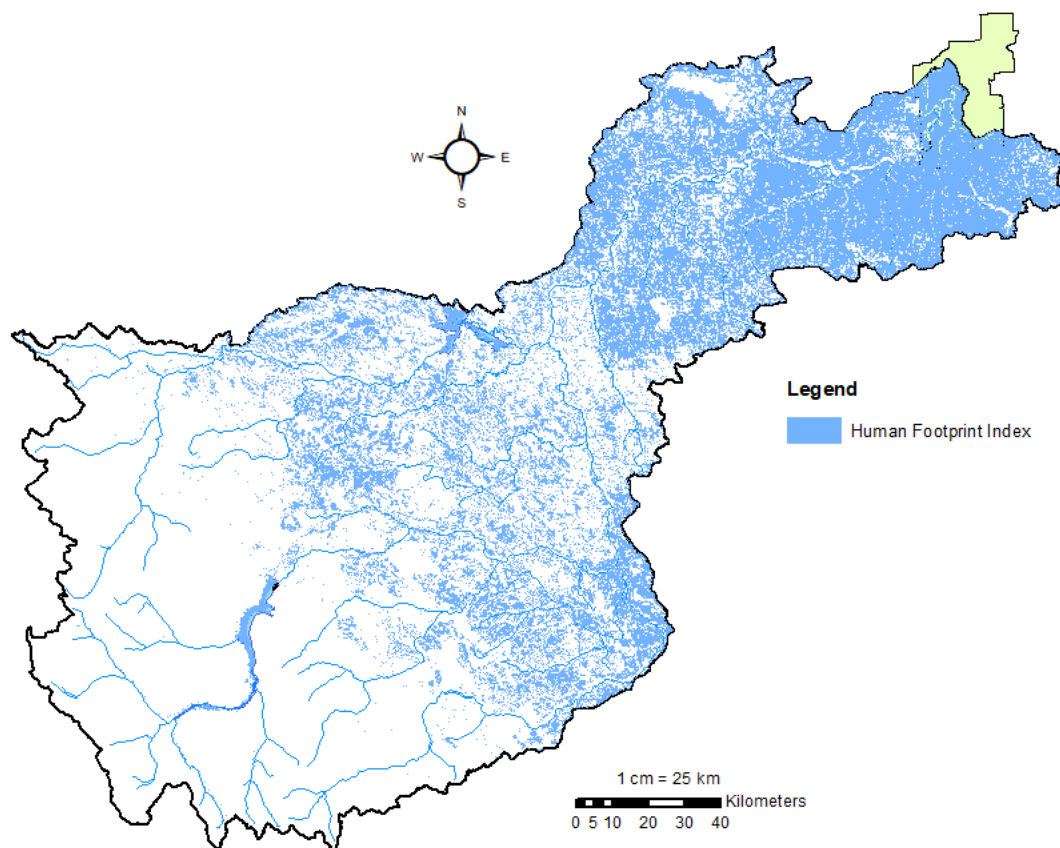 N
W E
S
Legend
Human Footprint Index
1 cm = 25 km
Kilometers
0 5 10 20 30 40